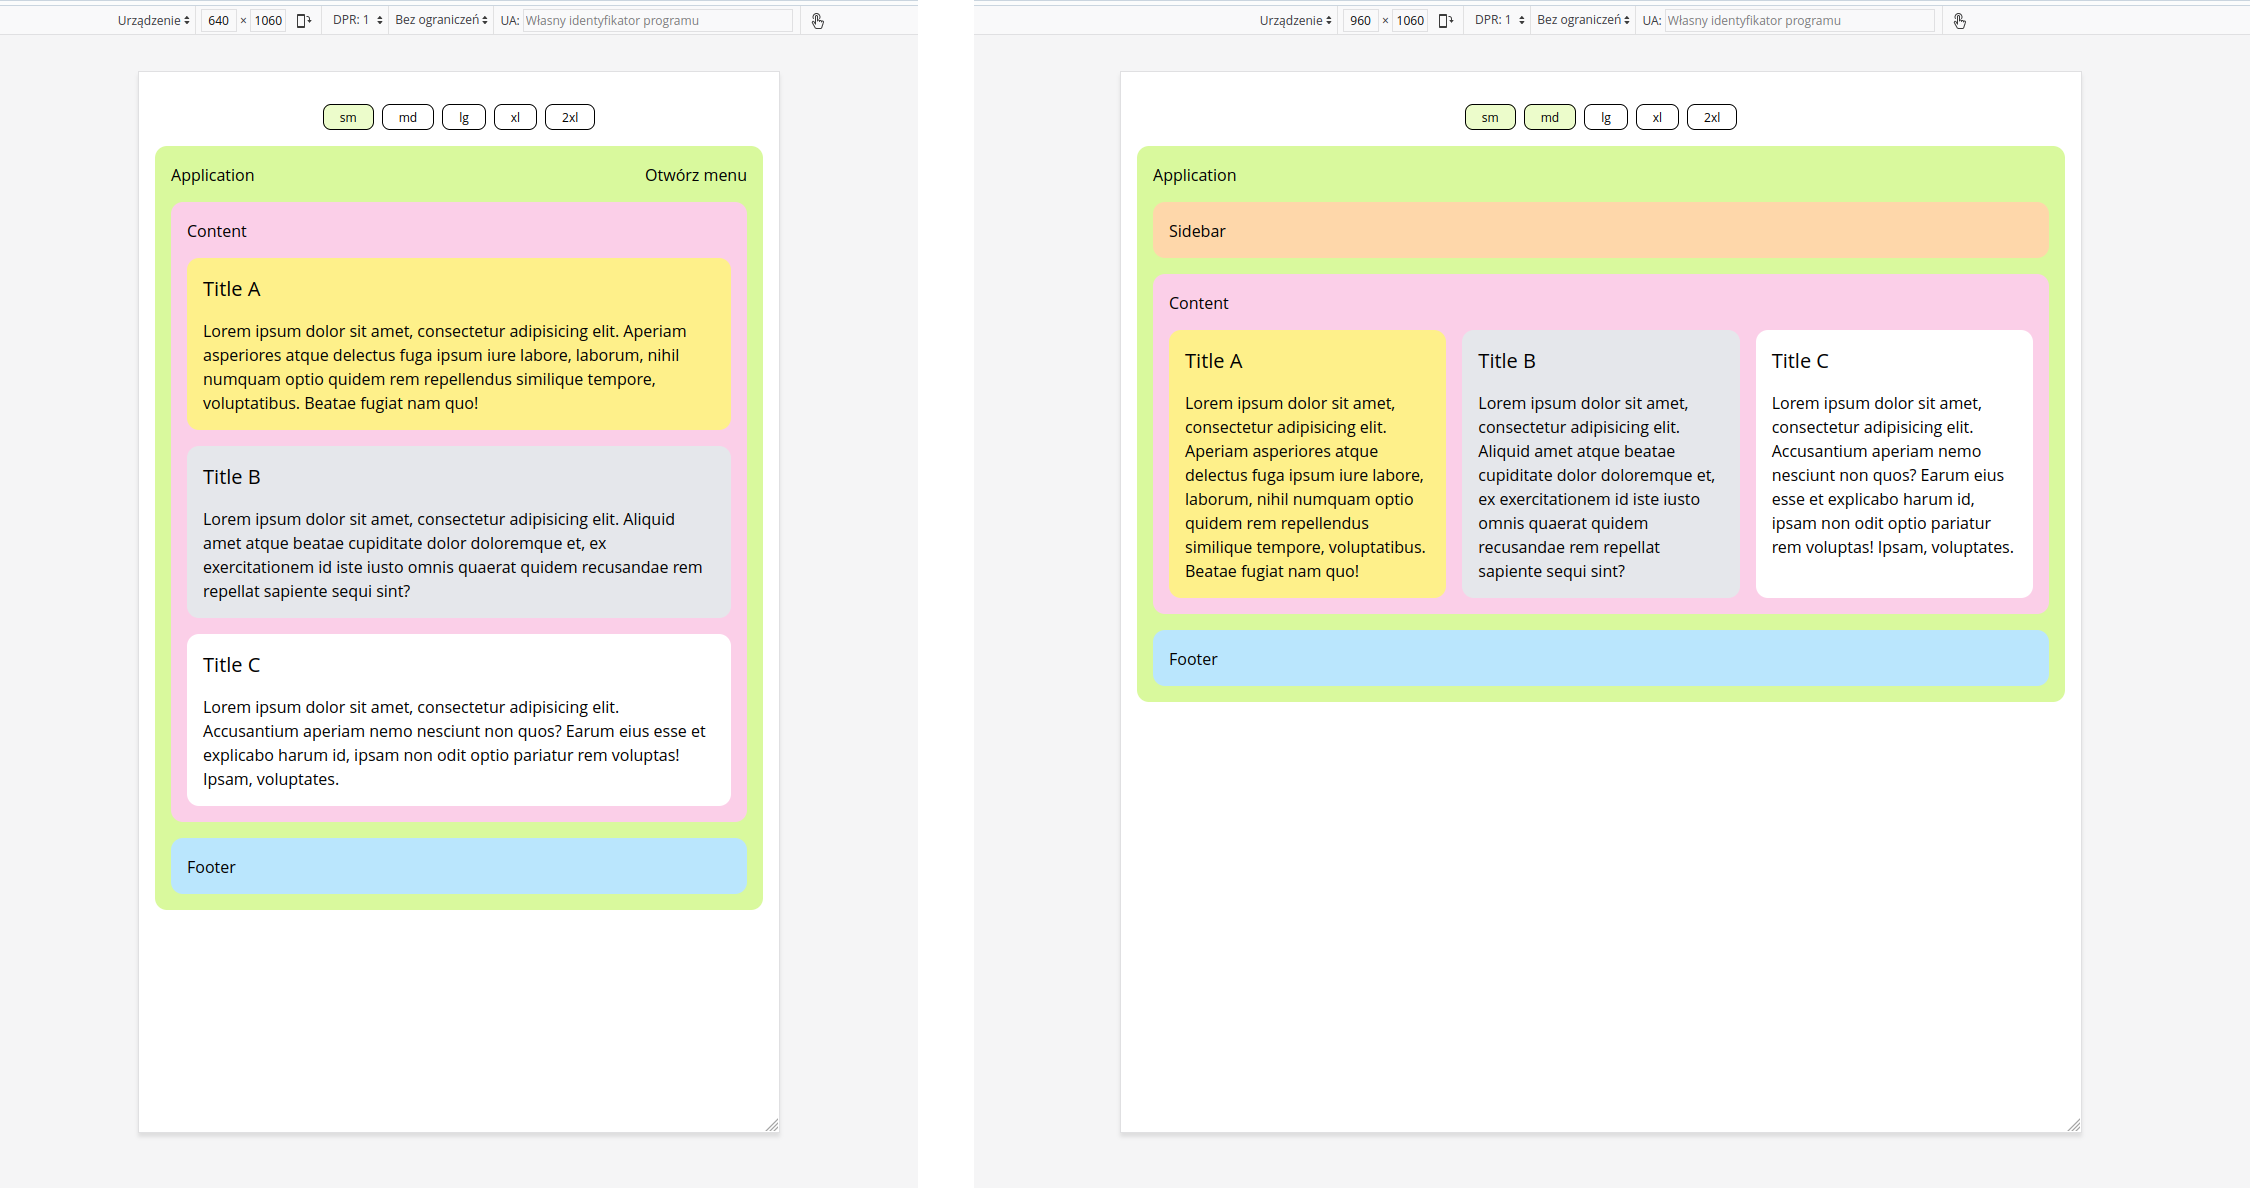 Urządzenie 640 × 1060 DPR: 1 Bez ograniczeń UA: Własny identyfikator programu
sm md lg xl 2xl
Application Otwórz menu
Content
Title A
Lorem ipsum dolor sit amet, consectetur adipisicing elit. Aperiam
asperiores atque delectus fuga ipsum iure labore, laborum, nihil
numquam optio quidem rem repellendus similique tempore,
voluptatibus. Beatae fugiat nam quo!
Title B
Lorem ipsum dolor sit amet, consectetur adipisicing elit. Aliquid
amet atque beatae cupiditate dolor doloremque et, ex
exercitationem id iste iusto omnis quaerat quidem recusandae rem
repellat sapiente sequi sint?
Title C
Lorem ipsum dolor sit amet, consectetur adipisicing elit.
Accusantium aperiam nemo nesciunt non quos? Earum eius esse et
explicabo harum id, ipsam non odit optio pariatur rem voluptas!
Ipsam, voluptates.
Footer
Urządzenie 960 × 1060 DPR: 1 Bez ograniczeń UA: Własny identyfikator programu
sm md lg xl 2xl
Application
Sidebar
Content
Title A
Lorem ipsum dolor sit amet,
consectetur adipisicing elit.
Aperiam asperiores atque
delectus fuga ipsum iure labore,
laborum, nihil numquam optio
quidem rem repellendus
similique tempore, voluptatibus.
Beatae fugiat nam quo!
Title B
Lorem ipsum dolor sit amet,
consectetur adipisicing elit.
Aliquid amet atque beatae
cupiditate dolor doloremque et,
ex exercitationem id iste iusto
omnis quaerat quidem
recusandae rem repellat
sapiente sequi sint?
Title C
Lorem ipsum dolor sit amet,
consectetur adipisicing elit.
Accusantium aperiam nemo
nesciunt non quos? Earum eius
esse et explicabo harum id,
ipsam non odit optio pariatur
rem voluptas! Ipsam, voluptates.
Footer